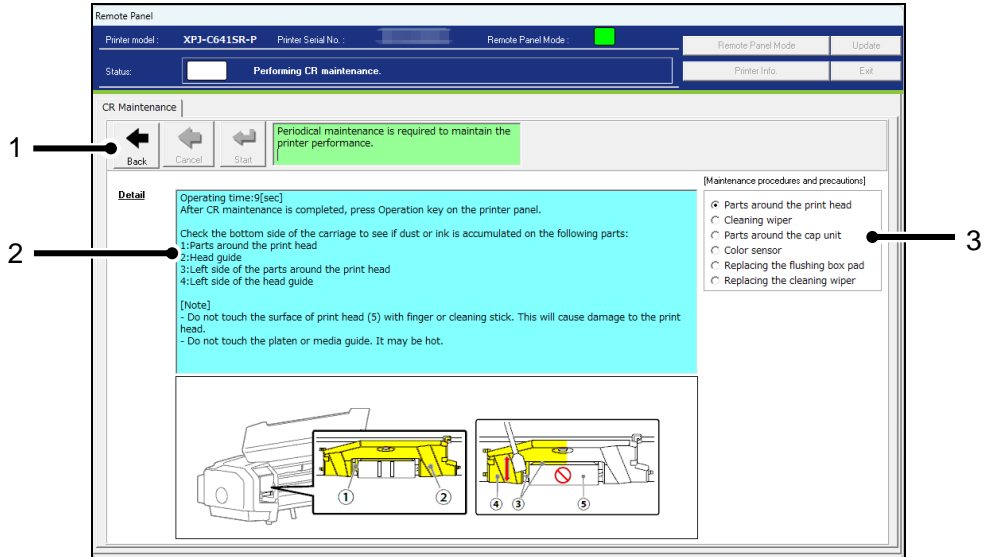 Remote Panel
Printer model : XPJ-C641SR-P Printer Serial No. : Remote Panel Mode :
Remote Panel Mode Update
Status: Performing CR maintenance.
Printer Info. Exit
CR Maintenance
1
Back Cancel Start
Periodical maintenance is required to maintain the
printer performance.
[Maintenance procedures and precautions]
Detail
2
Operating time:9[sec]
After CR maintenance is completed, press Operation key on the printer panel.
Check the bottom side of the carriage to see if dust or ink is accumulated on the following parts:
1:Parts around the print head
2:Head guide
3:Left side of the parts around the print head
4:Left side of the head guide
[Note]
- Do not touch the surface of print head (5) with finger or cleaning stick. This will cause damage to the print
head.
- Do not touch the platen or media guide. It may be hot.
Parts around the print head
Cleaning wiper
Parts around the cap unit
Color sensor
Replacing the flushing box pad
Replacing the cleaning wiper
3
1 2
4 3 5